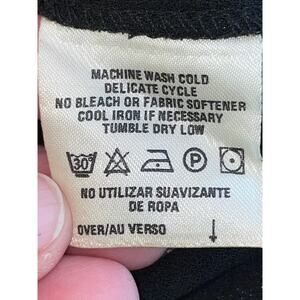 MACHINE WASH COLD
DELICATE CYCLE
NO BLEACH OR FABRIC SOFTENER
COOL IRON IF NECESSARY
TUMBLE DRY LOW
30° P
NO UTILIZAR SUAVIZANTE
DE ROPA
OVER/AU VERSO